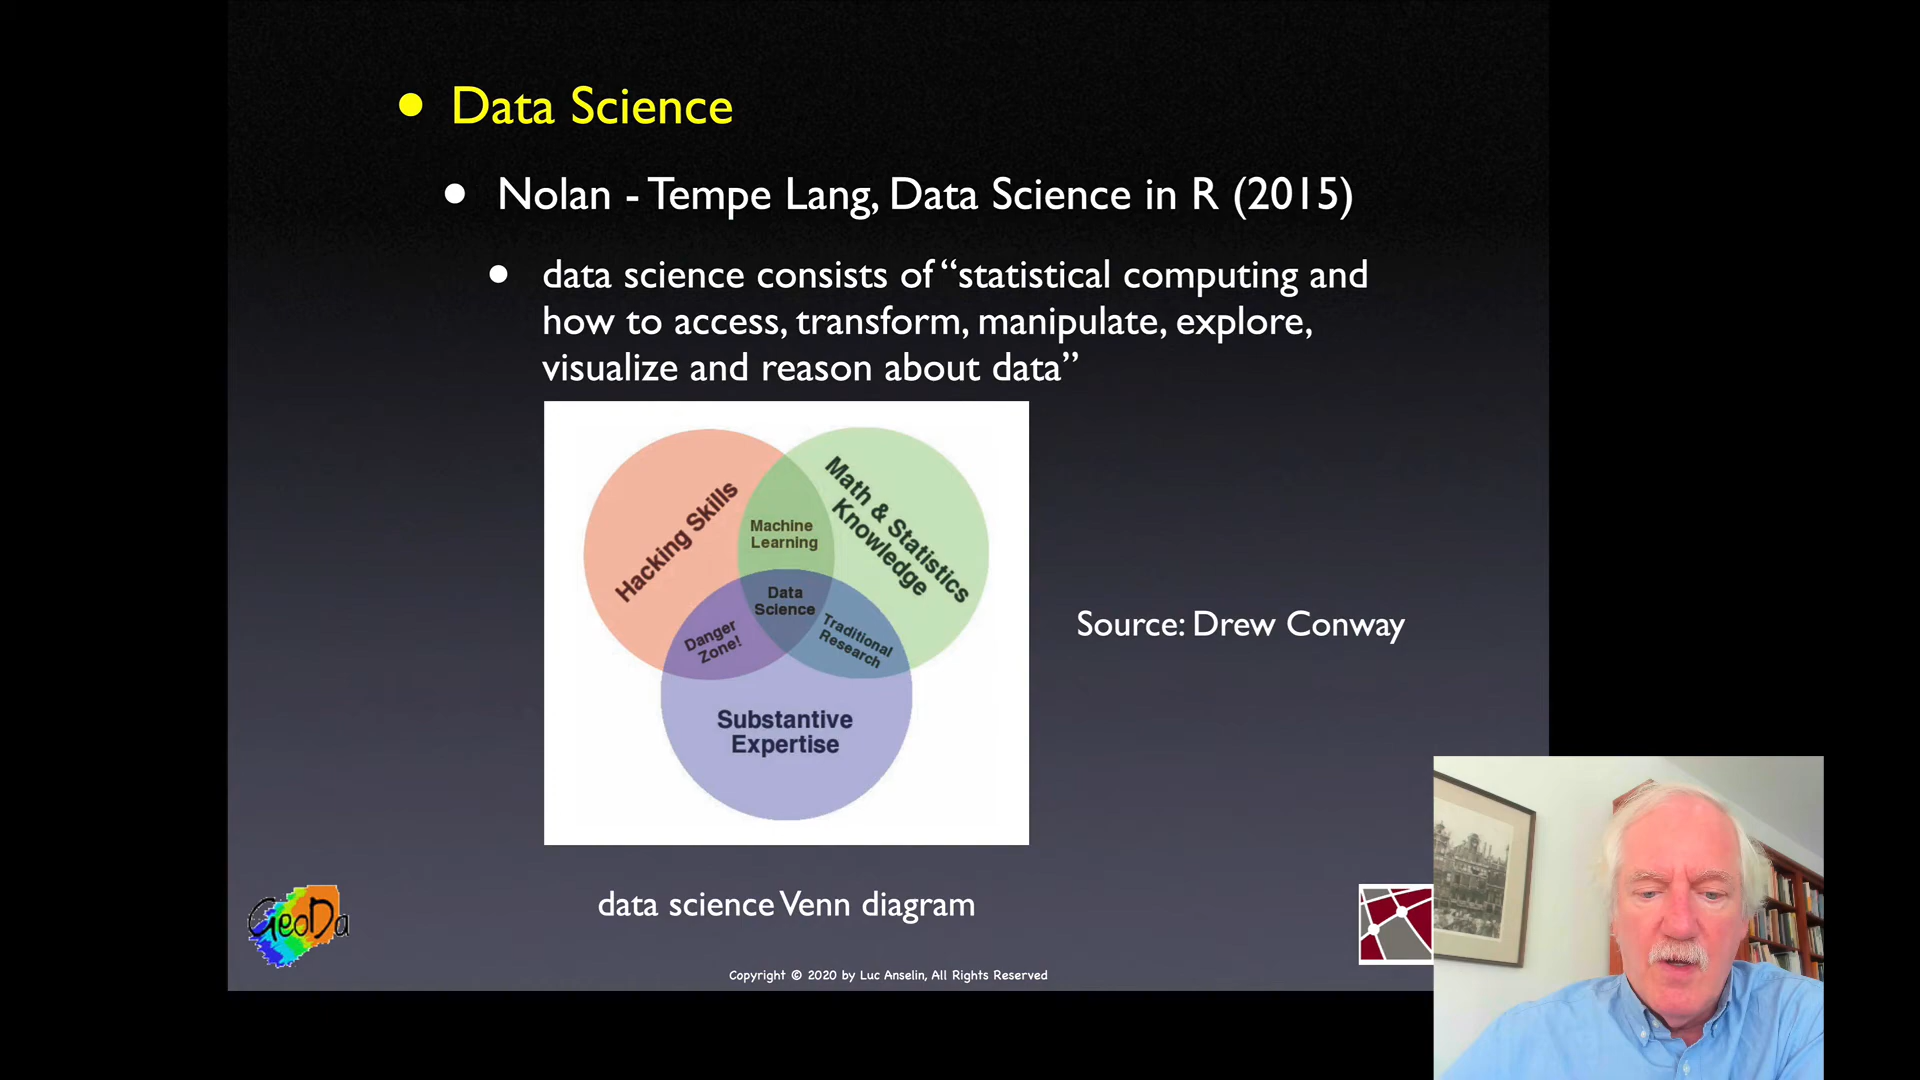 Data Science
Nolan - Tempe Lang, Data Science in R (2015)
data science consists of “statistical computing and
how to access, transform, manipulate, explore,
visualize and reason about data”
Hacking Skills
Math & Statistics
Knowledge
Machine
Learning
Data
Science
Danger
Zone!
Traditional
Research
Substantive
Expertise
Source: Drew Conway
data science Venn diagram
GeoDa
Copyright © 2020 by Luc Anselin, All Rights Reserved